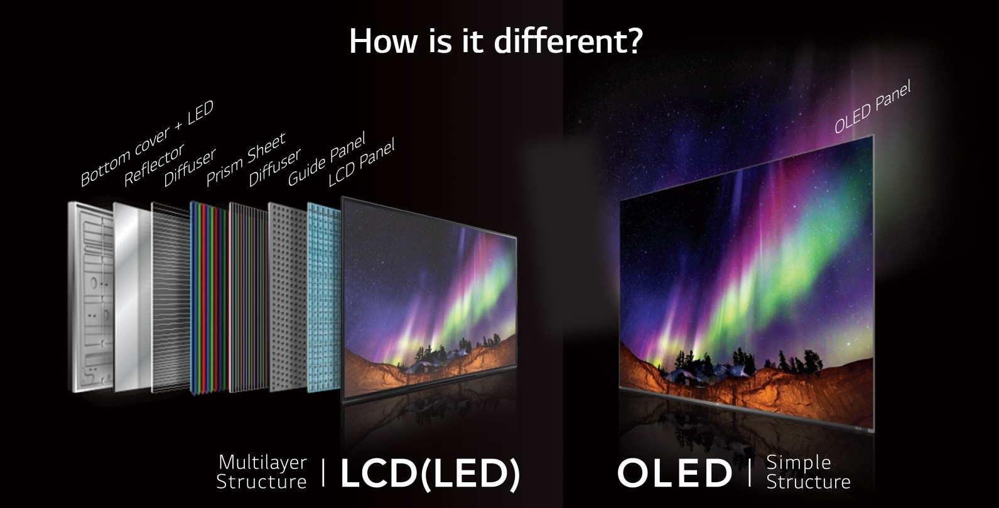 How is it different?
Bottom cover + LED
Reflector
Diffuser
Prism Sheet
Diffuser
Guide Panel
LCD Panel
OLED Panel
Multilayer
Structure
LCD(LED)
OLED
Simple
Structure